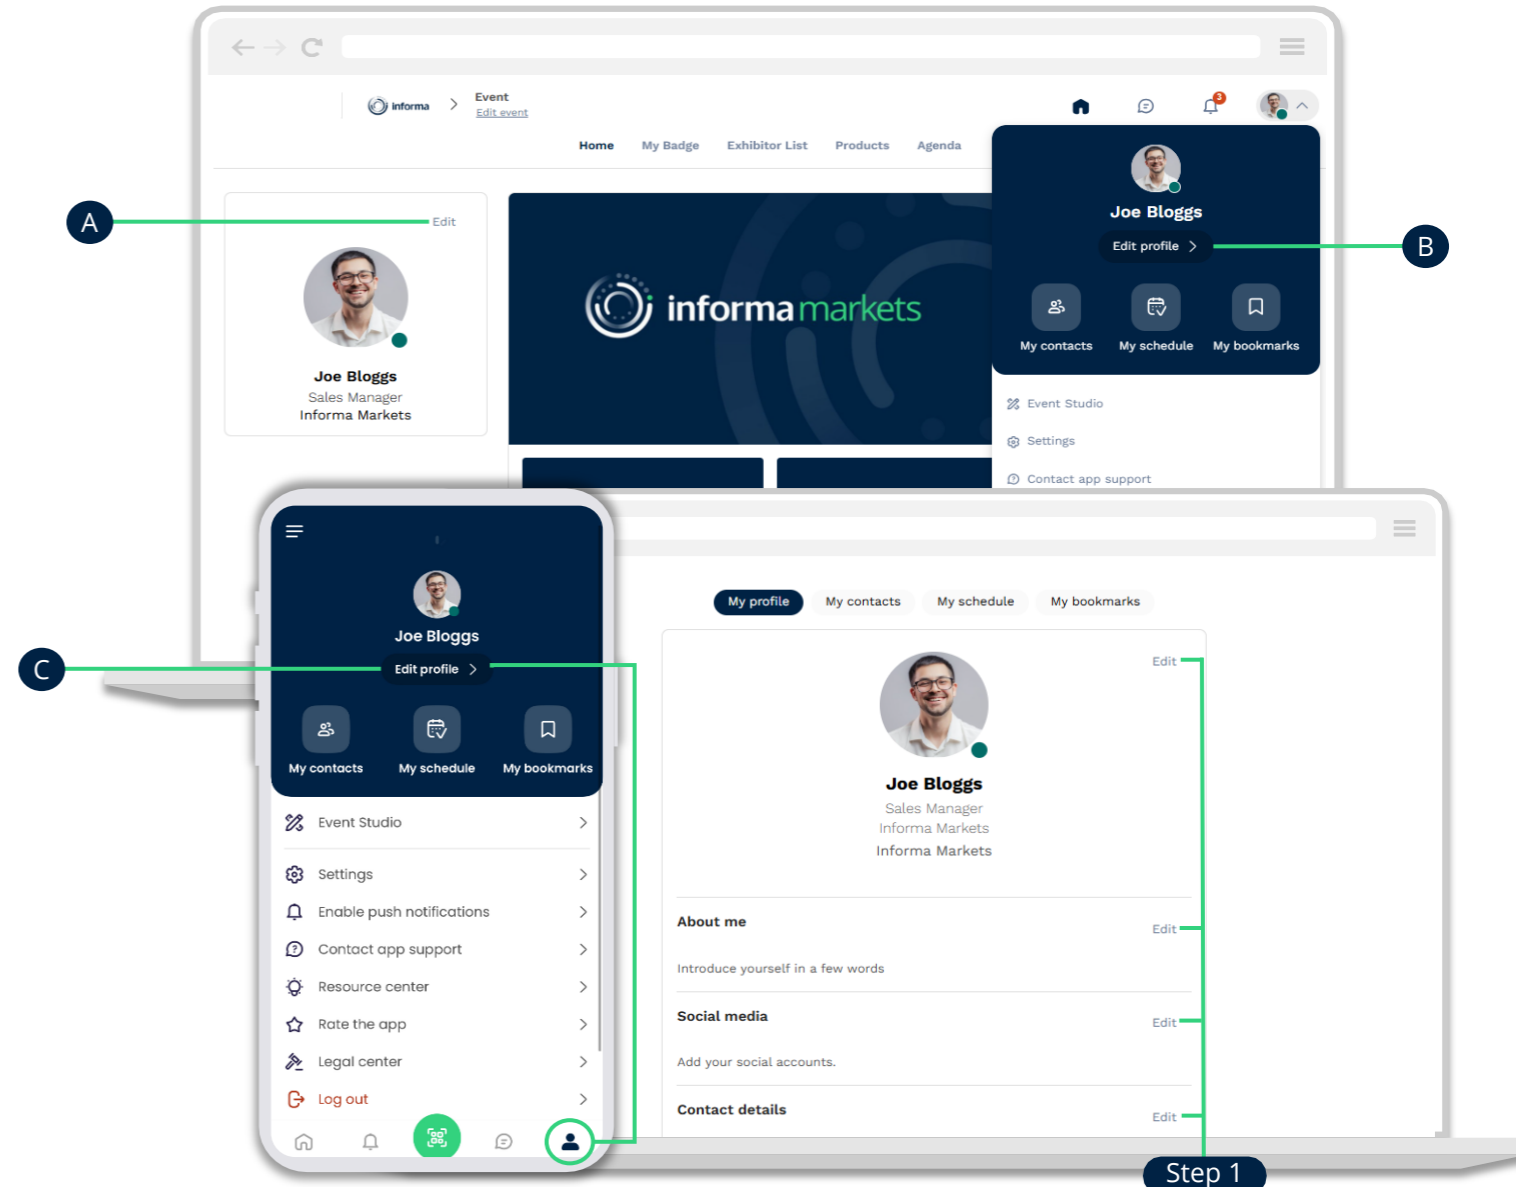 informa
Event
Edit event
3
Home My Badge Exhibitor List Products Agenda
A
Edit
Joe Bloggs
Sales Manager
Informa Markets
informa markets
Joe Bloggs
Edit profile
B
My contacts My schedule My bookmarks
Event Studio
Settings
Contact app support
Joe Bloggs
C
Edit profile
My contacts My schedule My bookmarks
Event Studio
Settings
Enable push notifications
Contact app support
Resource center
Rate the app
Legal center
Log out
My profile My contacts My schedule My bookmarks
Edit
Joe Bloggs
Sales Manager
Informa Markets
Informa Markets
About me
Edit
Introduce yourself in a few words
Social media
Edit
Add your social accounts.
Contact details
Edit
Step 1